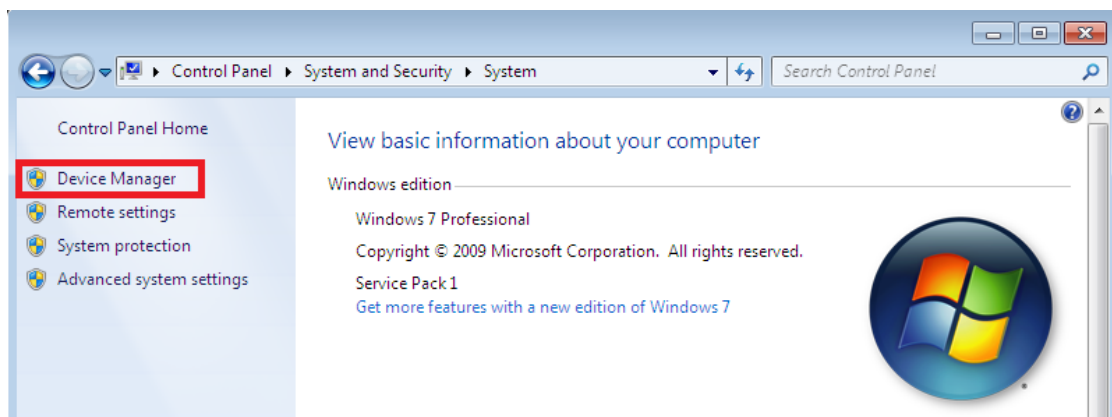 Control Panel System and Security System Search Control Panel
Control Panel Home
Device Manager
Remote settings
System protection
Advanced system settings
View basic information about your computer
Windows edition
Windows 7 Professional
Copyright © 2009 Microsoft Corporation. All rights reserved.
Service Pack 1
Get more features with a new edition of Windows 7